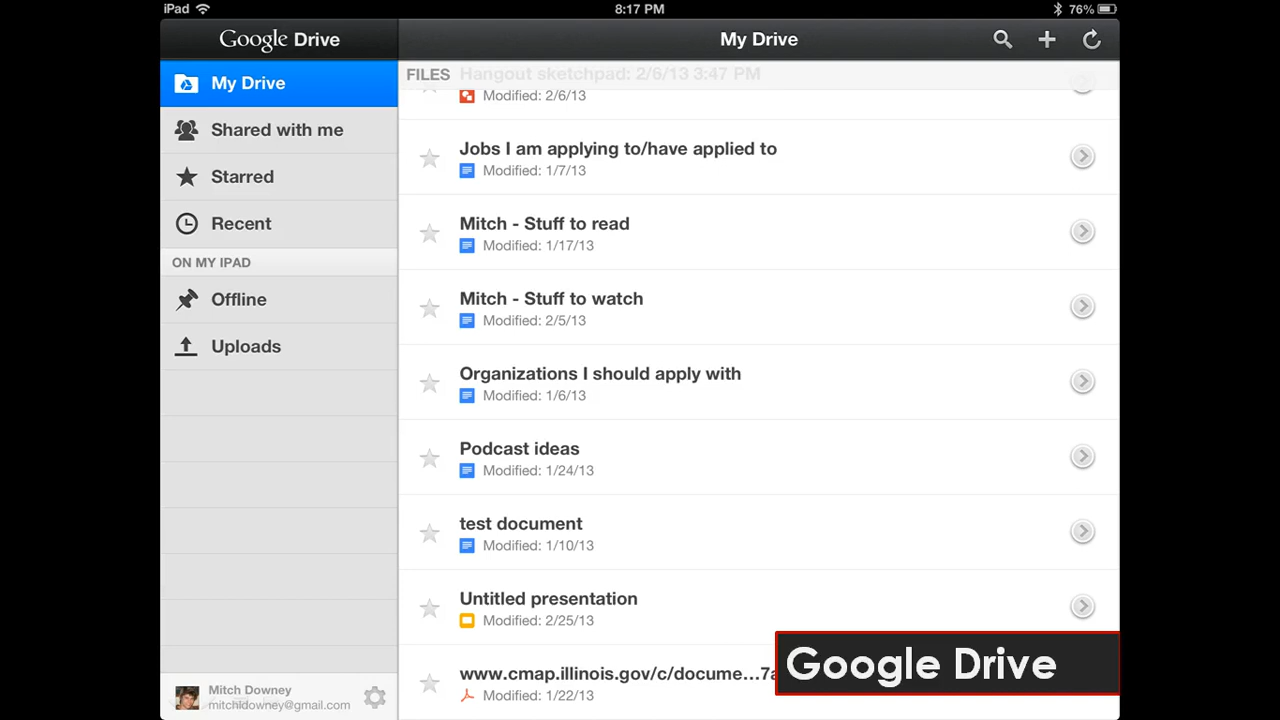 iPad
8:17 PM
76%
Google Drive
My Drive
My Drive
Shared with me
Starred
Recent
ON MY IPAD
Offline
Uploads
Mitch Downey
mitchldowney@gmail.com
FILES
Hangout sketchpad: 2/6/13 3:47 PM
Modified: 2/6/13
Jobs I am applying to/have applied to
Modified: 1/7/13
Mitch - Stuff to read
Modified: 1/17/13
Mitch - Stuff to watch
Modified: 2/5/13
Organizations I should apply with
Modified: 1/6/13
Podcast ideas
Modified: 1/24/13
test document
Modified: 1/10/13
Untitled presentation
Modified: 2/25/13
www.cmap.illinois.gov/c/docume...7a
Modified: 1/22/13
Google Drive